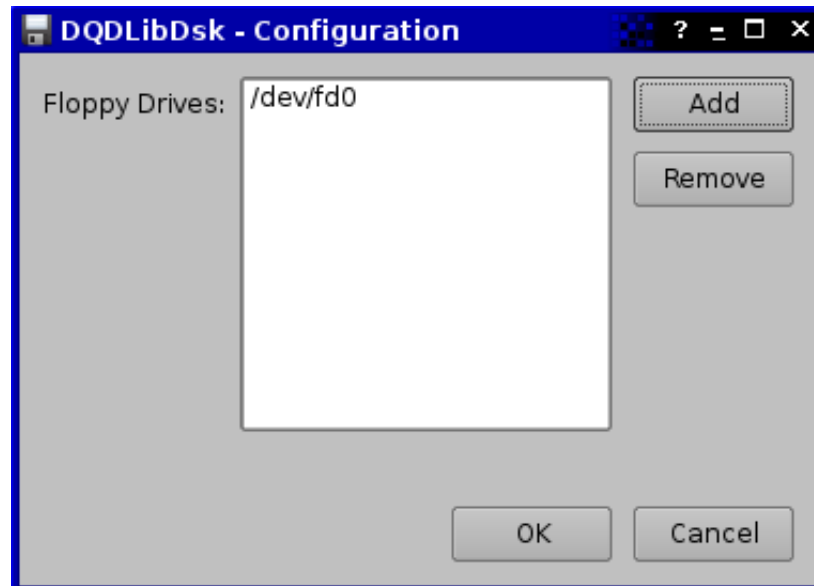 DQDLibDsk - Configuration
Floppy Drives:
/dev/fd0
Add
Remove
OK
Cancel